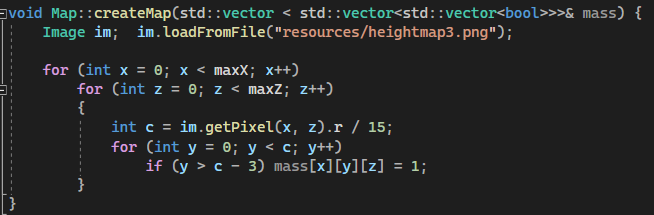 void Map::createMap(std::vector < std::vector<std::vector<bool>>>& mass) {
    Image im;  im.loadFromFile("resources/heightmap3.png");

    for (int x = 0; x < maxX; x++)
        for (int z = 0; z < maxZ; z++)
        {
            int c = im.getPixel(x, z).r / 15;
            for (int y = 0; y < c; y++)
                if (y > c - 3) mass[x][y][z] = 1;
        }
}